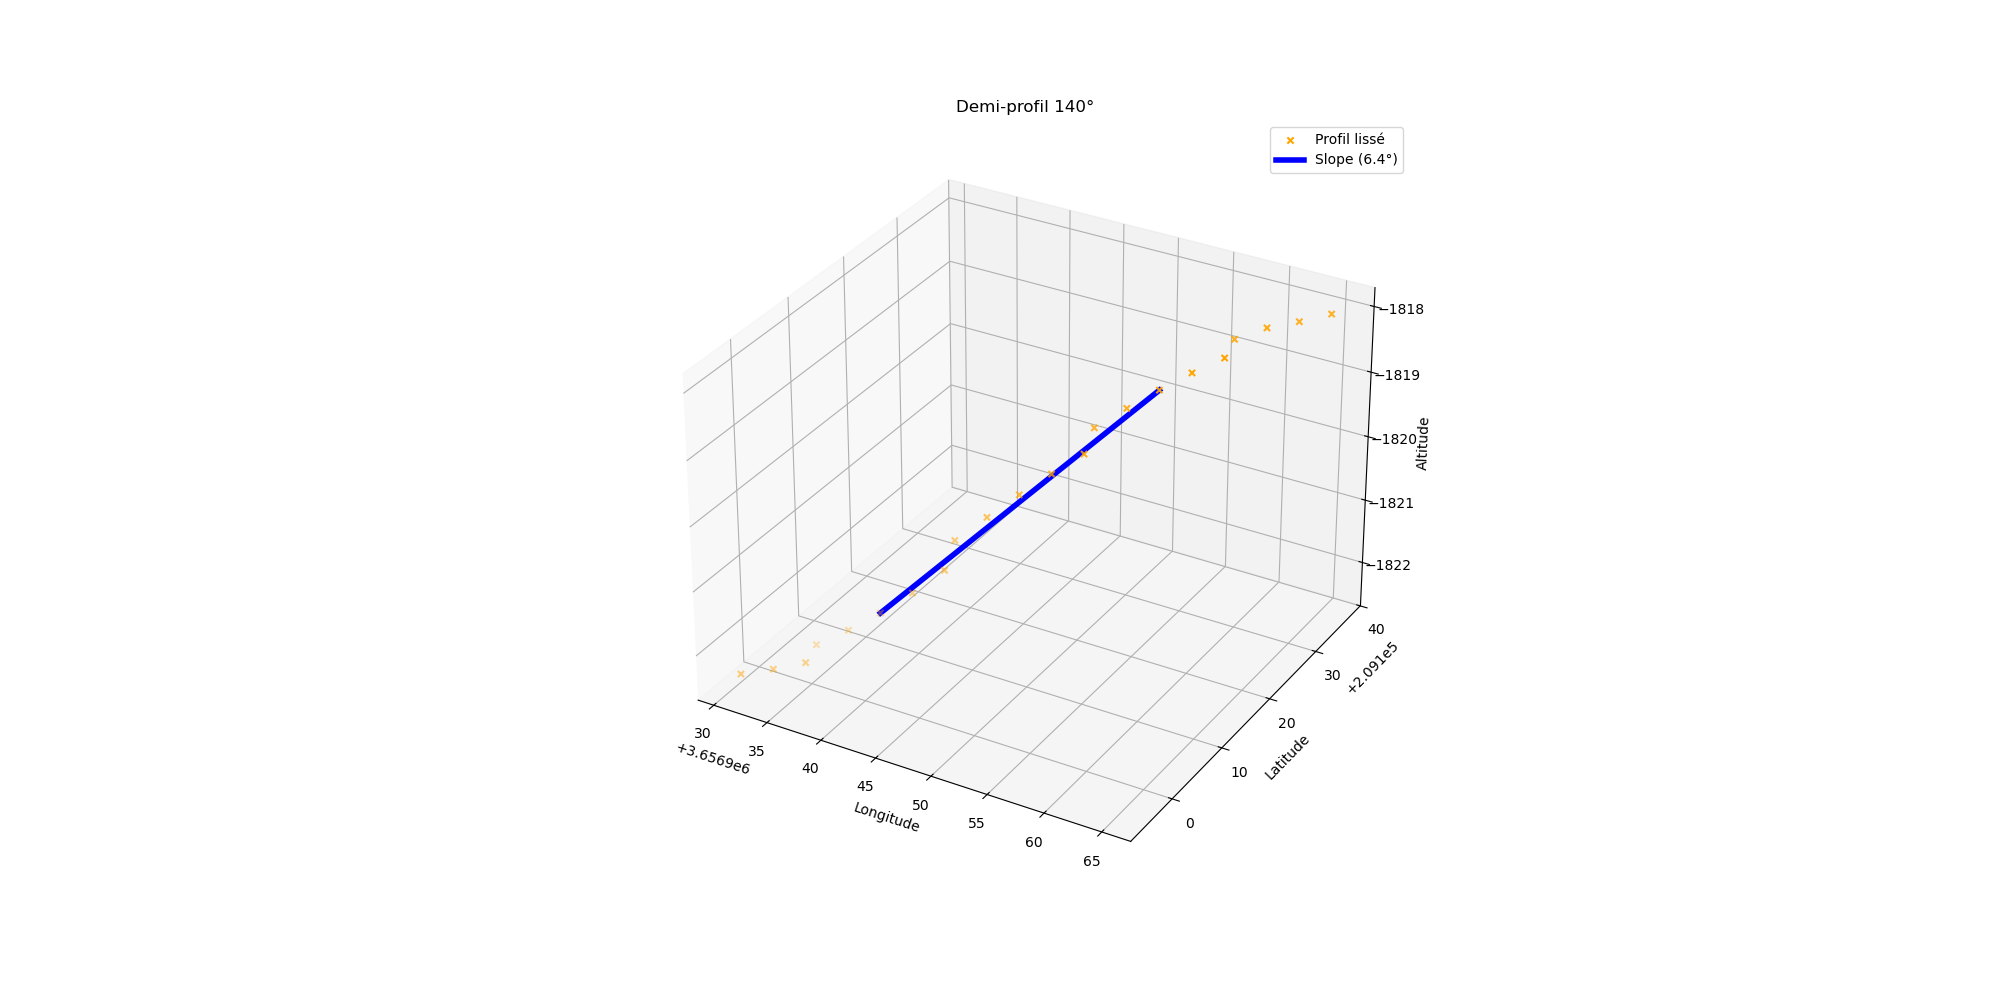 Demi-profil 140°
Profil lissé
Slope (6.4°)
−1818
−1819
−1820
−1821
−1822
Altitude
40
30
20
10
0
+2.091e5
Latitude
30
35
40
45
50
55
60
65
+3.6569e6
Longitude